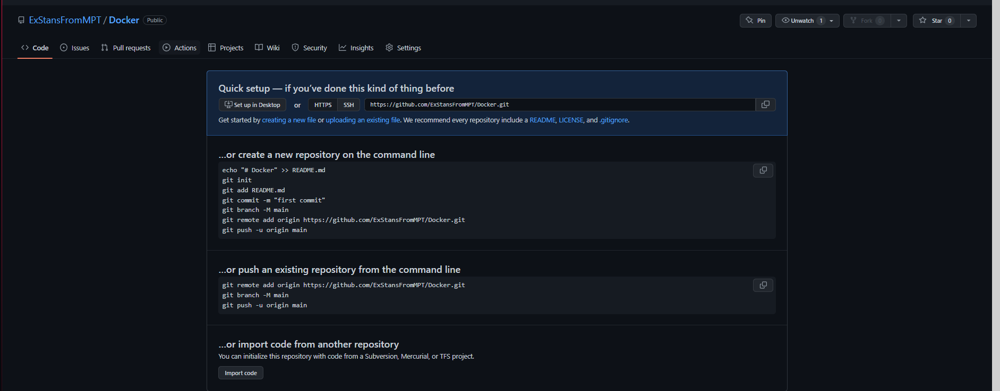 ExStansFromMPT / Docker Public
Pin Unwatch 1 Fork 0 Star 0
Code Issues Pull requests Actions Projects Wiki Security Insights Settings
Quick setup — if you’ve done this kind of thing before
Set up in Desktop or HTTPS SSH https://github.com/ExStansFromMPT/Docker.git
Get started by creating a new file or uploading an existing file. We recommend every repository include a README, LICENSE, and .gitignore.
…or create a new repository on the command line
echo "# Docker" >> README.md
git init
git add README.md
git commit -m "first commit"
git branch -M main
git remote add origin https://github.com/ExStansFromMPT/Docker.git
git push -u origin main
…or push an existing repository from the command line
git remote add origin https://github.com/ExStansFromMPT/Docker.git
git branch -M main
git push -u origin main
…or import code from another repository
You can initialize this repository with code from a Subversion, Mercurial, or TFS project.
Import code